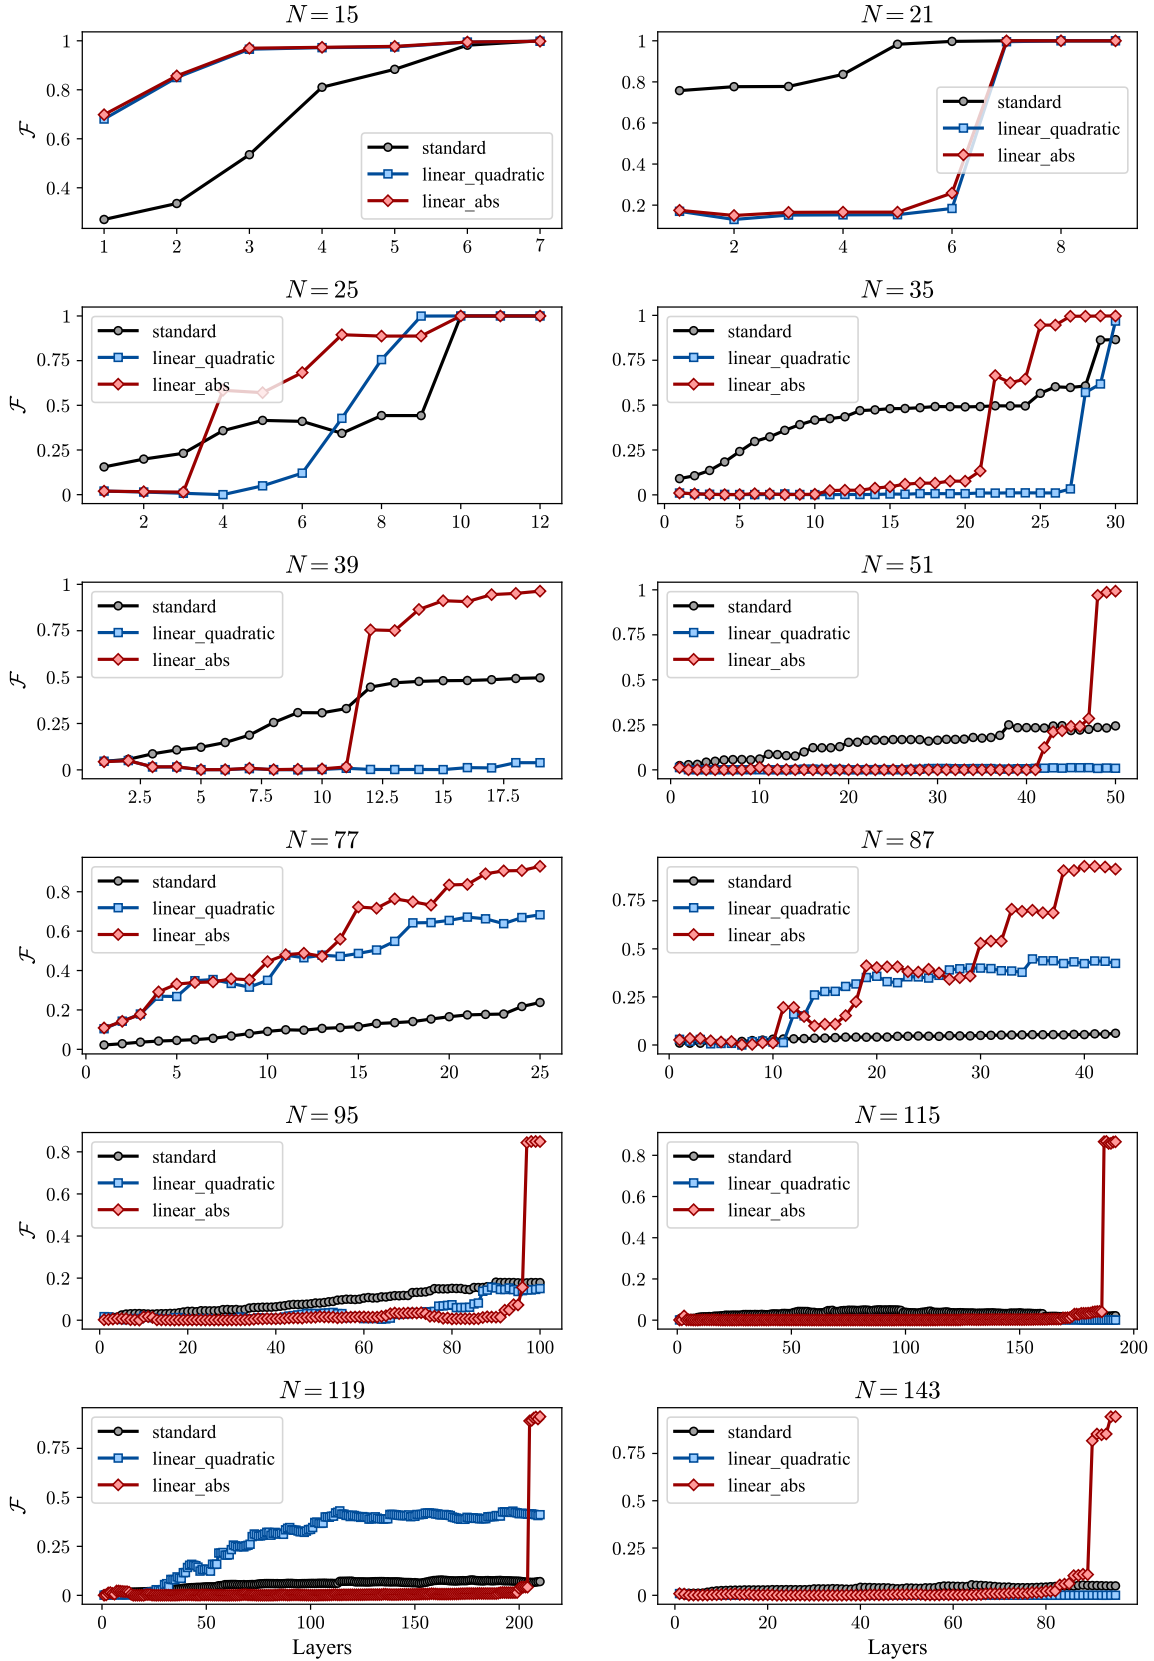 N = 15
1
0.8
0.6
0.4
F
1 2 3 4 5 6 7
standard
linear_quadratic
linear_abs
N = 21
1
0.8
0.6
0.4
0.2
2 4 6 8
standard
linear_quadratic
linear_abs
N = 25
1
0.75
0.5
0.25
0
F
2 4 6 8 10 12
standard
linear_quadratic
linear_abs
N = 35
1
0.75
0.5
0.25
0
0 5 10 15 20 25 30
standard
linear_quadratic
linear_abs
N = 39
1
0.75
0.5
0.25
0
F
2.5 5 7.5 10 12.5 15 17.5
standard
linear_quadratic
linear_abs
N = 51
1
0.75
0.5
0.25
0
0 10 20 30 40 50
standard
linear_quadratic
linear_abs
N = 77
0.8
0.6
0.4
0.2
0
F
0 5 10 15 20 25
standard
linear_quadratic
linear_abs
N = 87
0.75
0.5
0.25
0
0 10 20 30 40
standard
linear_quadratic
linear_abs
N = 95
0.8
0.6
0.4
0.2
0
F
0 20 40 60 80 100
standard
linear_quadratic
linear_abs
N = 115
0.8
0.6
0.4
0.2
0
0 50 100 150 200
standard
linear_quadratic
linear_abs
N = 119
0.75
0.5
0.25
0
F
0 50 100 150 200
Layers
standard
linear_quadratic
linear_abs
N = 143
0.75
0.5
0.25
0
0 20 40 60 80
Layers
standard
linear_quadratic
linear_abs